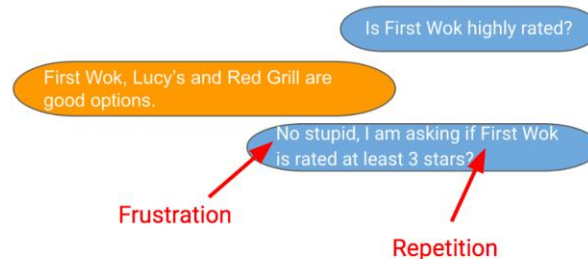 Is First Wok highly rated?
First Wok, Lucy's and Red Grill are
good options.
No stupid, I am asking if First Wok
is rated at least 3 stars?
Frustration
Repetition